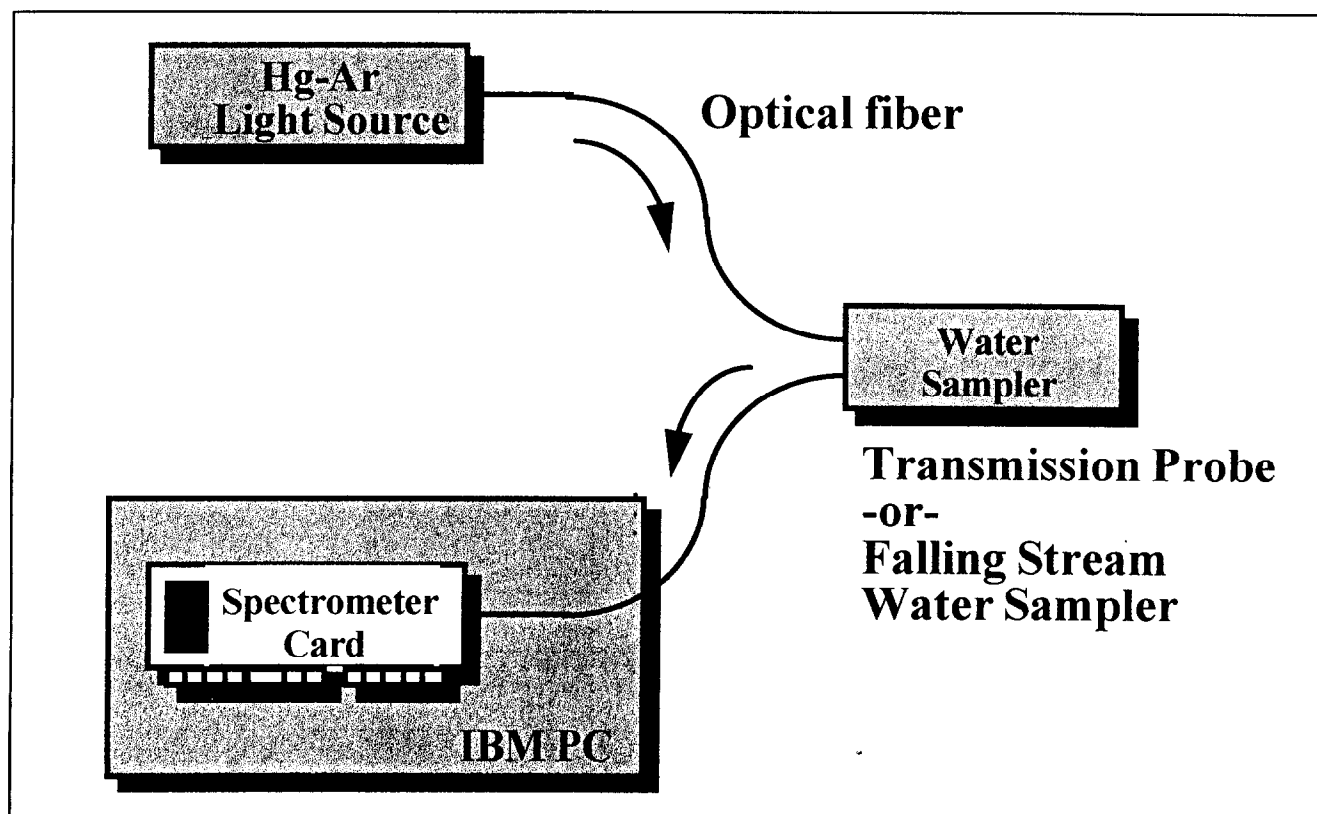 Hg-Ar
Light Source
Optical fiber
Water
Sampler
Transmission Probe
-or-
Falling Stream
Water Sampler
Spectrometer
Card
IBM PC